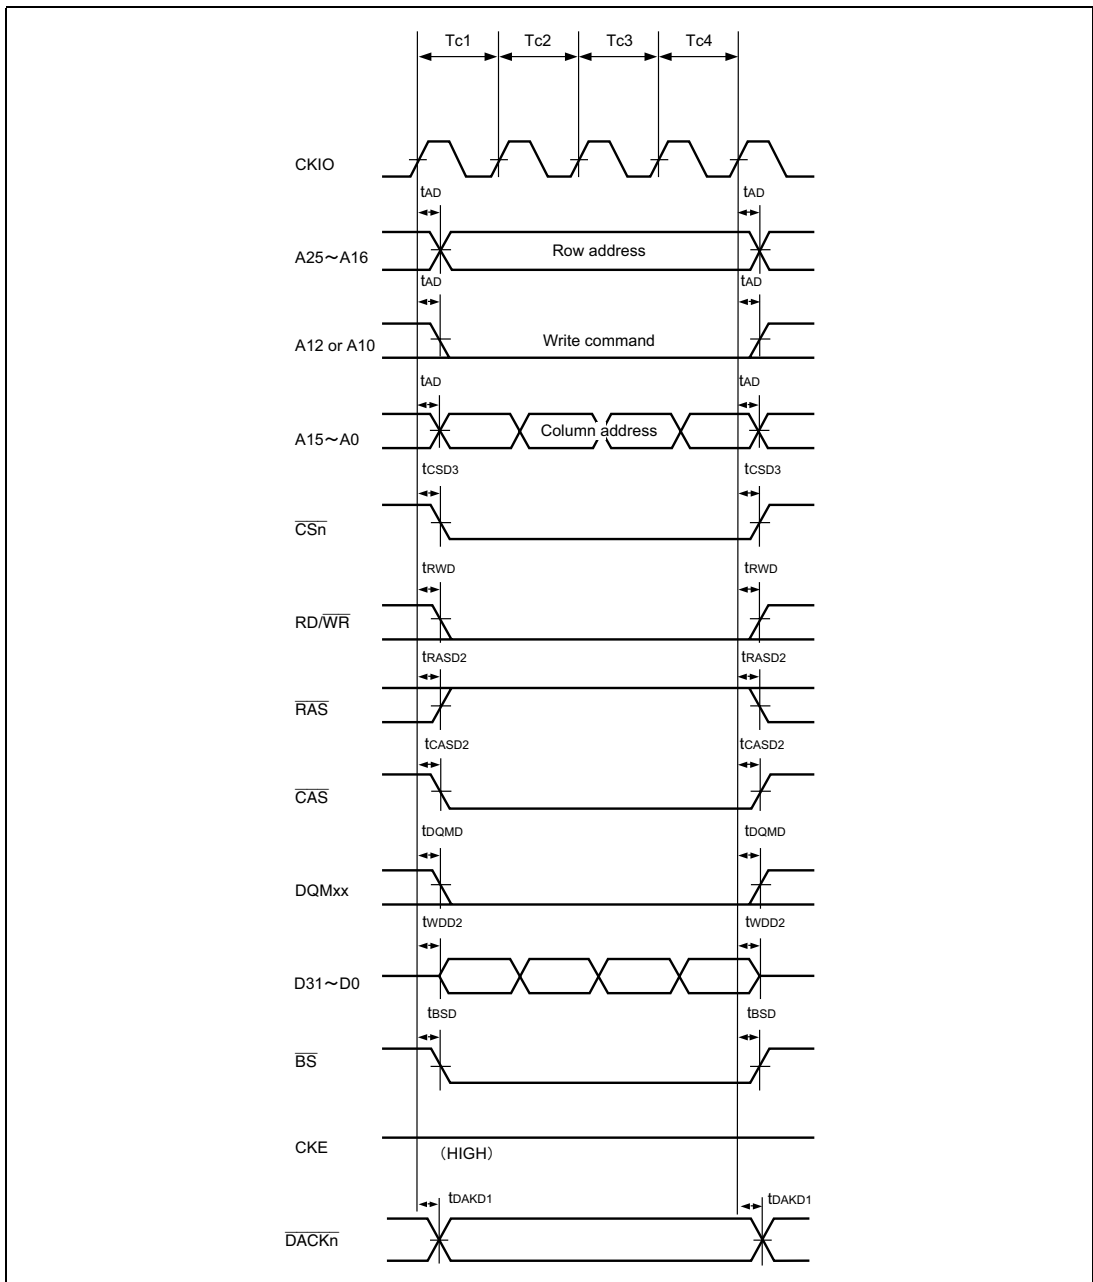 Tc1 Tc2 Tc3 Tc4
CKIO
tAD tAD
A25～A16 Row address
tAD tAD
A12 or A10 Write command
tAD tAD
A15～A0 Column address
tCSD3 tCSD3
CSn
tRWD tRWD
RD/WR
tRASD2 tRASD2
RAS
tCASD2 tCASD2
CAS
tDQMD tDQMD
DQMxx
tWDD2 tWDD2
D31～D0
tBSD tBSD
BS
CKE
（HIGH）
tDAKD1 tDAKD1
DACKn